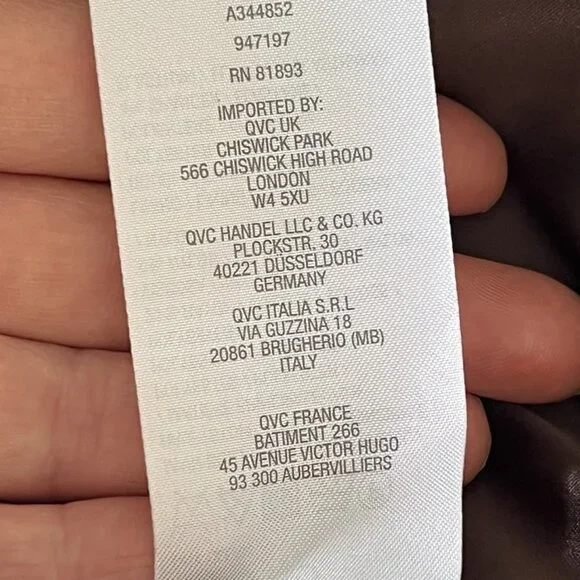 A344852
947197
RN 81893
IMPORTED BY:
QVC UK
CHISWICK PARK
566 CHISWICK HIGH ROAD
LONDON
W4 5XU
QVC HANDEL LLC & CO. KG
PLOCKSTR. 30
40221 DÜSSELDORF
GERMANY
QVC ITALIA S.R.L
VIA GUZZINA 18
20861 BRUGHERIO (MB)
ITALY
QVC FRANCE
BATIMENT 266
45 AVENUE VICTOR HUGO
93 300 AUBERVILLIERS